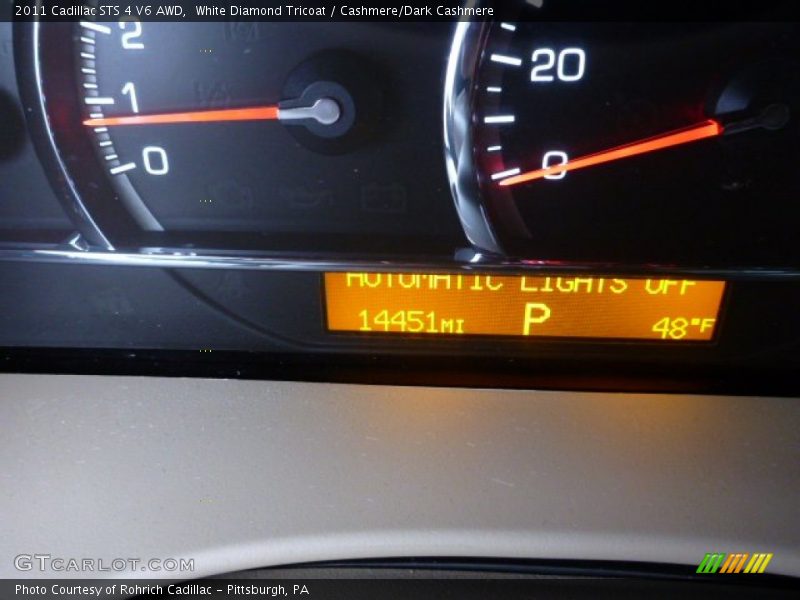 2011 Cadillac STS 4 V6 AWD,  White Diamond Tricoat / Cashmere/Dark Cashmere
2
1
0
20
0
AUTOMATIC LIGHTS OFF
14451MI P 48°F
GTCARLOT.COM
Photo Courtesy of Rohrich Cadillac - Pittsburgh, PA